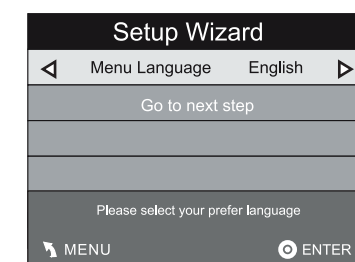 Setup Wizard
Menu Language English
Go to next step
Please select your prefer language
MENU ENTER